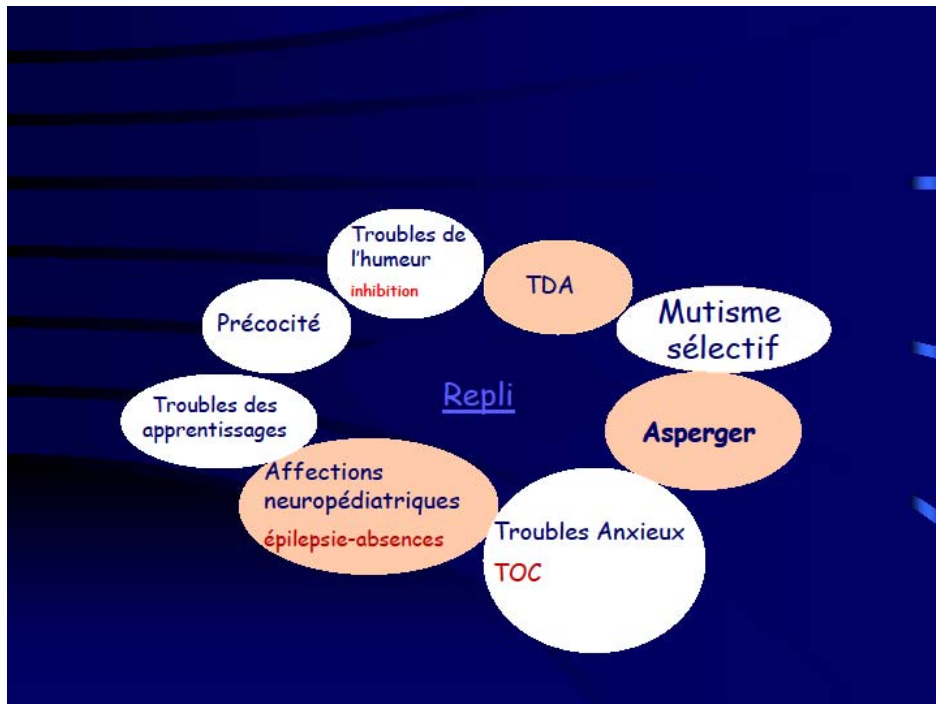 Troubles de
l'humeur
inhibition
TDA
Mutisme
sélectif
Précocité
Repli
Troubles des
apprentissages
Asperger
Affections
neuropédiatriques
épilepsie-absences
Troubles Anxieux
TOC